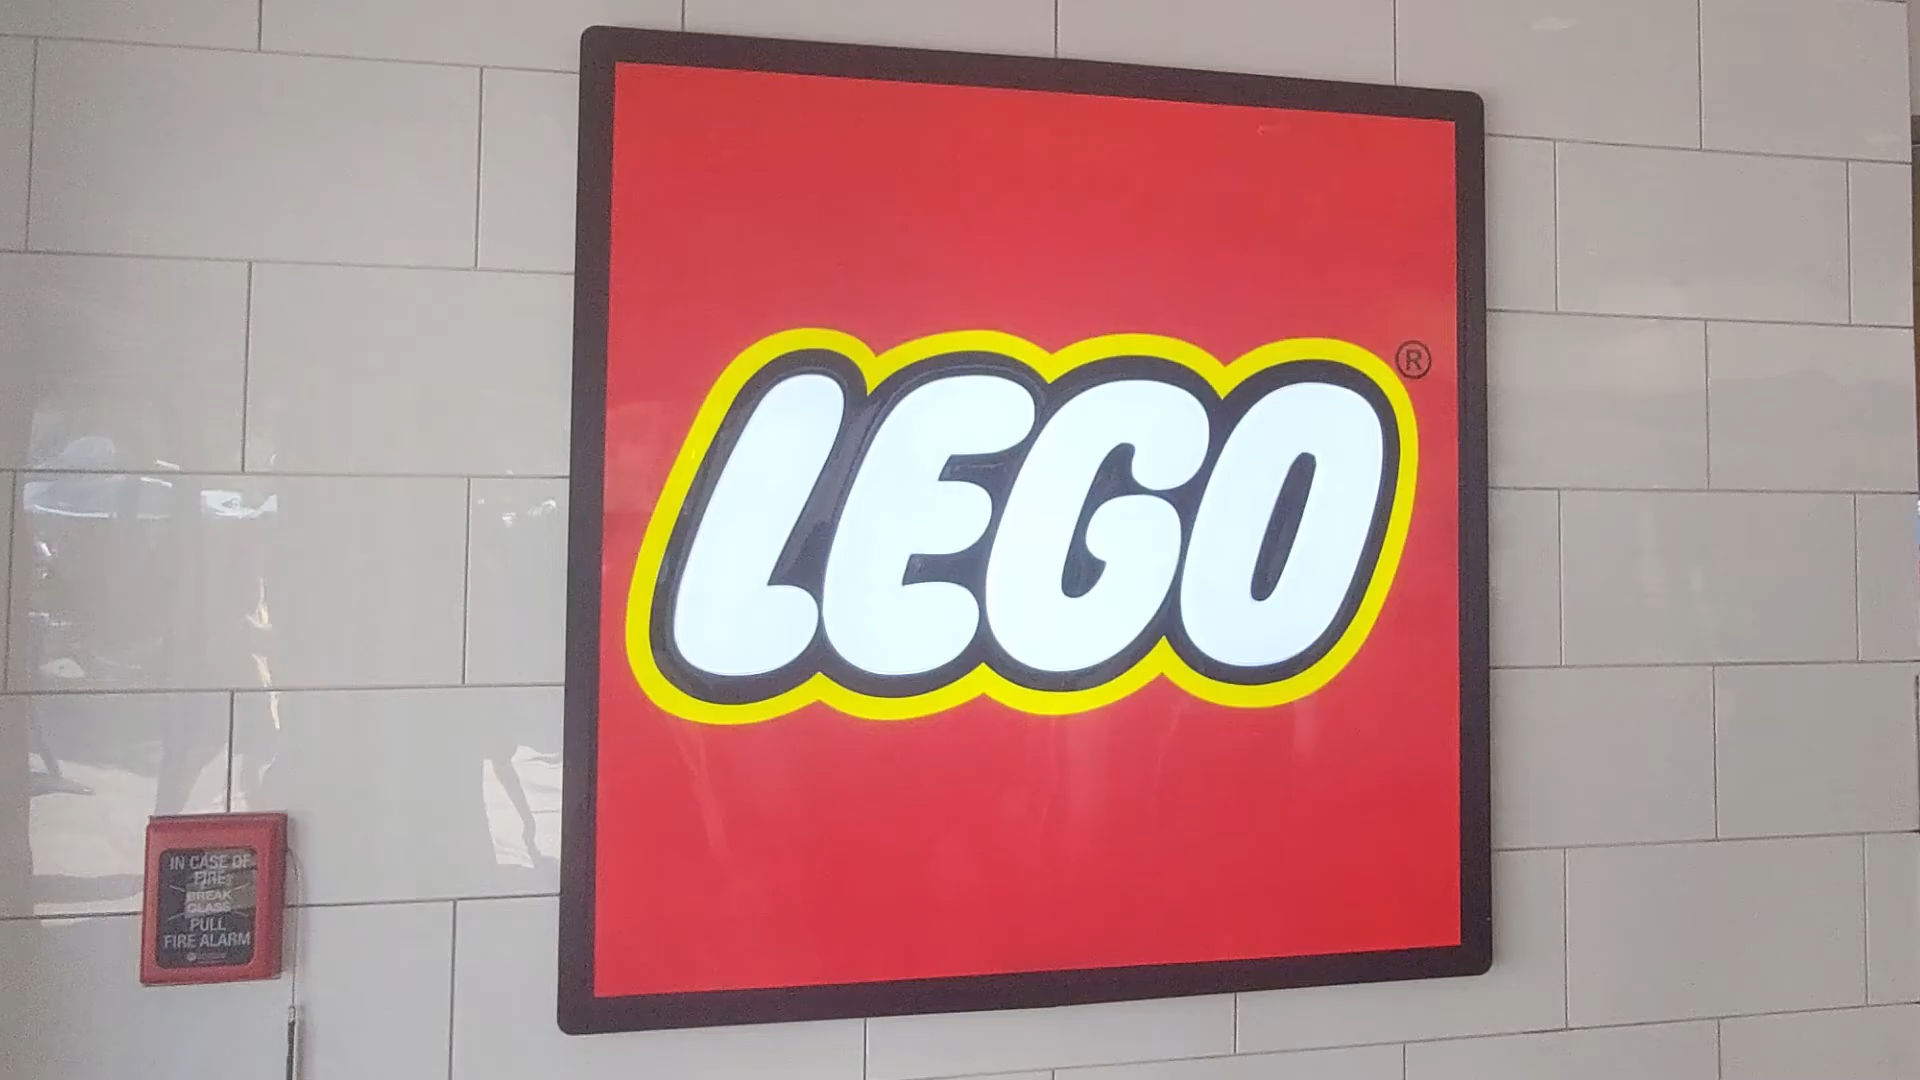 LEGO®
IN CASE OF
FIRE
BREAK
GLASS
PULL
FIRE ALARM